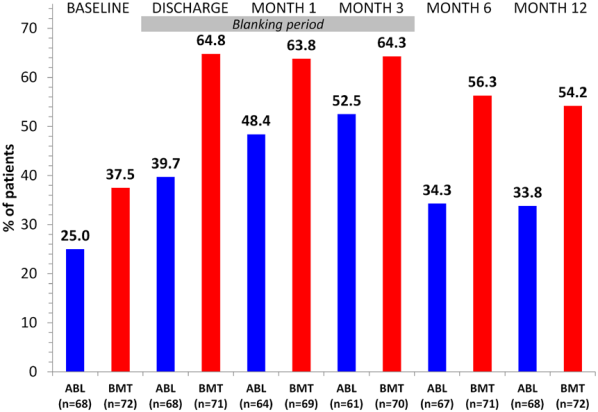 BASELINE DISCHARGE MONTH 1 MONTH 3 MONTH 6 MONTH 12
Blanking period
% of patients
70
60
50
40
30
20
10
0
25.0 37.5 39.7 64.8 48.4 63.8 52.5 64.3 34.3 56.3 33.8 54.2
ABL BMT ABL BMT ABL BMT ABL BMT ABL BMT ABL BMT
(n=68) (n=72) (n=68) (n=71) (n=64) (n=69) (n=61) (n=70) (n=67) (n=71) (n=68) (n=72)